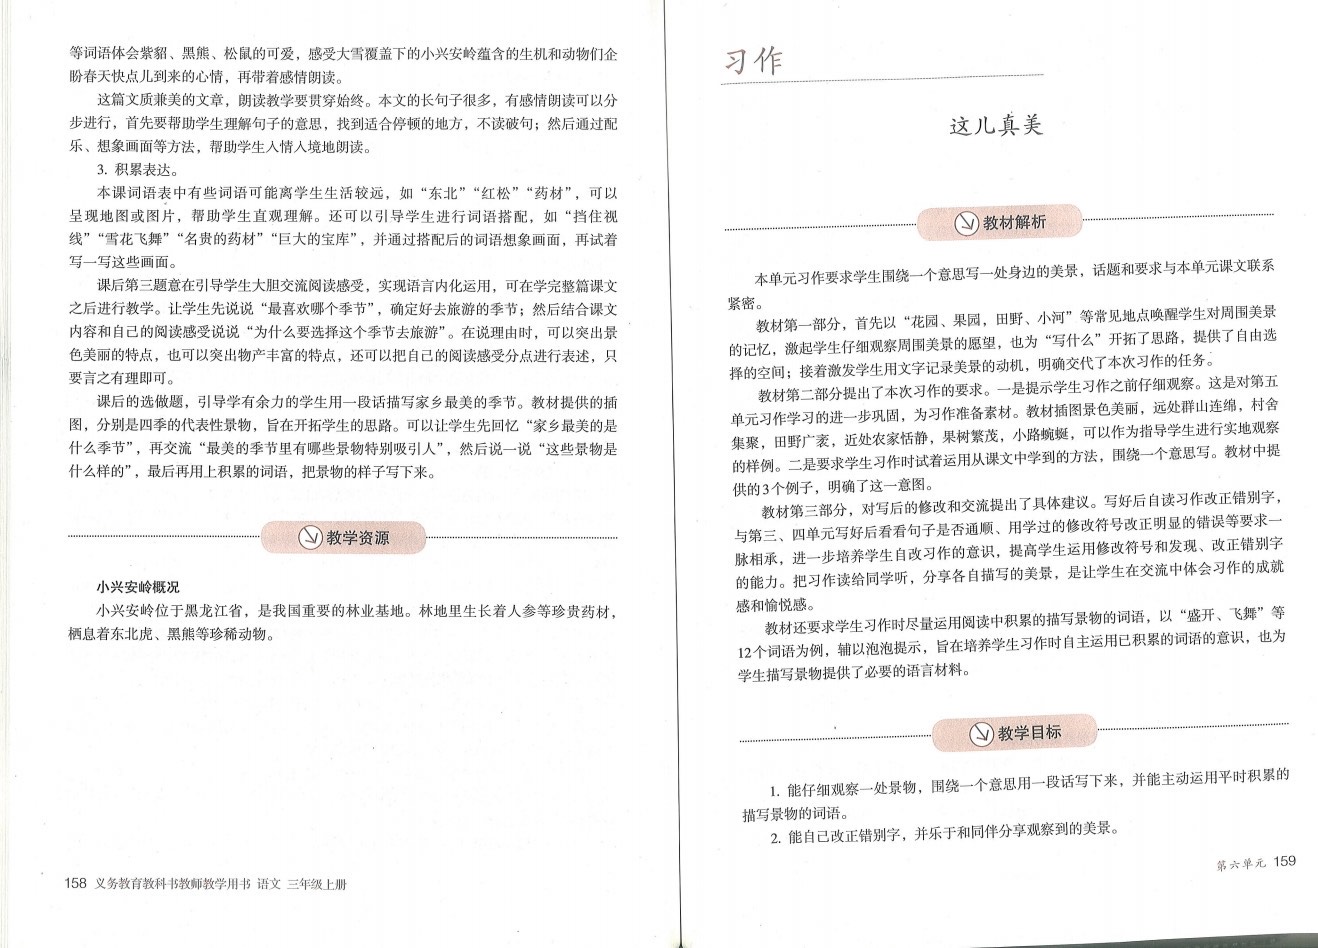 等词语体会紫貂、黑熊、松鼠的可爱，感受大雪覆盖下的小兴安岭蕴含的生机和动物们企
盼春天快点儿到来的心情，再带着感情朗读。
这篇文质兼美的文章，朗读教学要贯穿始终。本文的长句子很多，有感情朗读可以分
步进行，首先要帮助学生理解句子的意思，找到适合停顿的地方，不读破句；然后通过配
乐、想象画面等方法，帮助学生人情人境地朗读。
3. 积累表达。
本课词语表中有些词语可能离学生生活较远，如“东北”“红松”“药材”，可以
呈现地图或图片，帮助学生直观理解。还可以引导学生进行词语搭配，如“挡住视
线”“雪花飞舞”“名贵的药材”“巨大的宝库”，并通过搭配后的词语想象画面，再试着
写一写这些画面。
课后第三题意在引导学生大胆交流阅读感受，实现语言内化运用，可在学完整篇课文
之后进行教学。让学生先说说“最喜欢哪个季节”，确定好去旅游的季节；然后结合课文
内容和自己的阅读感受说说“为什么要选择这个季节去旅游”。在说理由时，可以突出景
色美丽的特点，也可以突出物产丰富的特点，还可以把自己的阅读感受分点进行表述，只
要言之有理即可。
课后的选做题，引导学有余力的学生用一段话描写家乡最美的季节。教材提供的插
图，分别是四季的代表性景物，旨在开拓学生的思路。可以让学生先回忆“家乡最美的是
什么季节”，再交流“最美的季节里有哪些景物特别吸引人”，然后说一说“这些景物是
什么样的”，最后再用上积累的词语，把景物的样子写下来。
教学资源
小兴安岭概况
小兴安岭位于黑龙江省，是我国重要的林业基地。林地里生长着人参等珍贵药材，
栖息着东北虎、黑熊等珍稀动物。
158 义务教育教科书教师教学用书 语文 三年级上册
习作
这儿真美
教材解析
本单元习作要求学生围绕一个意思写一处身边的美景，话题和要求与本单元课文联系
紧密。
教材第一部分，首先以“花园、果园，田野、小河”等常见地点唤醒学生对周围美景
的记忆，激起学生仔细观察周围美景的愿望，也为“写什么”开拓了思路，提供了自由选
择的空间；接着激发学生用文字记录美景的动机，明确交代了本次习作的任务。
教材第二部分提出了本次习作的要求。一是提示学生习作之前仔细观察。这是对第五
单元习作学习的进一步巩固，为习作准备素材。教材插图景色美丽，远处群山连绵，村舍
集聚，田野广袤，近处农家恬静，果树繁茂，小路蜿蜒，可以作为指导学生进行实地观察
的样例。二是要求学生习作时试着运用从课文中学到的方法，围绕一个意思写。教材中提
供的3个例子，明确了这一意图。
教材第三部分，对写后的修改和交流提出了具体建议。写好后自读习作改正错别字，
与第三、四单元写好后看看句子是否通顺、用学过的修改符号改正明显的错误等要求一
脉相承，进一步培养学生自改习作的意识，提高学生运用修改符号和发现、改正错别字
的能力。把习作读给同学听，分享各自描写的美景，是让学生在交流中体会习作的成就
感和愉悦感。
教材还要求学生习作时尽量运用阅读中积累的描写景物的词语，以“盛开、飞舞”等
12个词语为例，辅以泡泡提示，旨在培养学生习作时自主运用已积累的词语的意识，也为
学生描写景物提供了必要的语言材料。
教学目标
1. 能仔细观察一处景物，围绕一个意思用一段话写下来，并能主动运用平时积累的
描写景物的词语。
2. 能自己改正错别字，并乐于和同伴分享观察到的美景。
第六单元 159